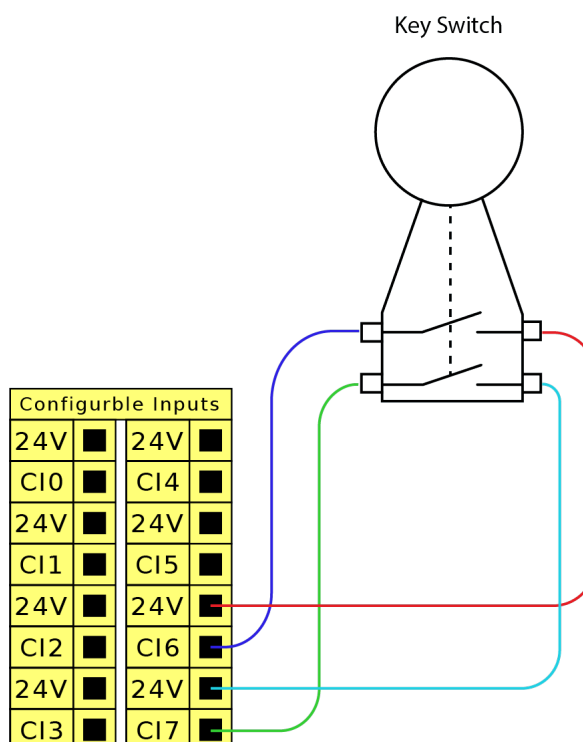 Key Switch
Configurble Inputs
24V 24V
CI0 CI4
24V 24V
CI1 CI5
24V 24V
CI2 CI6
24V 24V
CI3 CI7